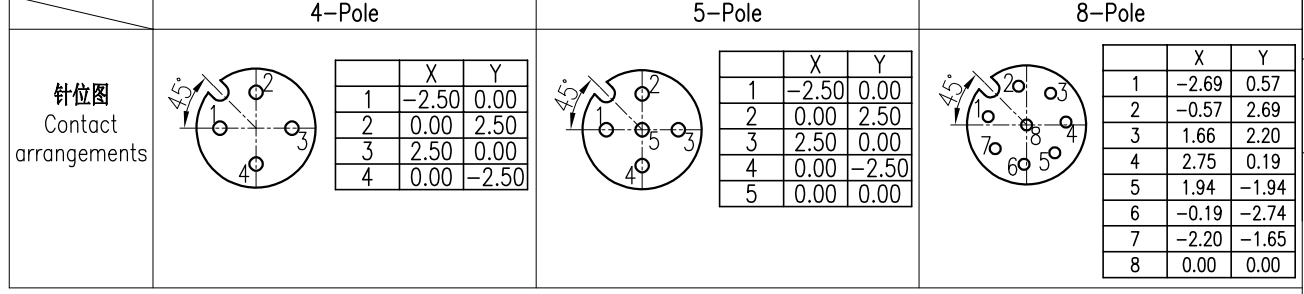 4-Pole 5-Pole 8-Pole
针位图
Contact
arrangements
45°
1
2
3
4
X Y
1 -2.50 0.00
2 0.00 2.50
3 2.50 0.00
4 0.00 -2.50
45°
1
2
3
4
5
X Y
1 -2.50 0.00
2 0.00 2.50
3 2.50 0.00
4 0.00 -2.50
5 0.00 0.00
45°
1
2
3
4
5
6
7
8
X Y
1 -2.69 0.57
2 -0.57 2.69
3 1.66 2.20
4 2.75 0.19
5 1.94 -1.94
6 -0.19 -2.74
7 -2.20 -1.65
8 0.00 0.00